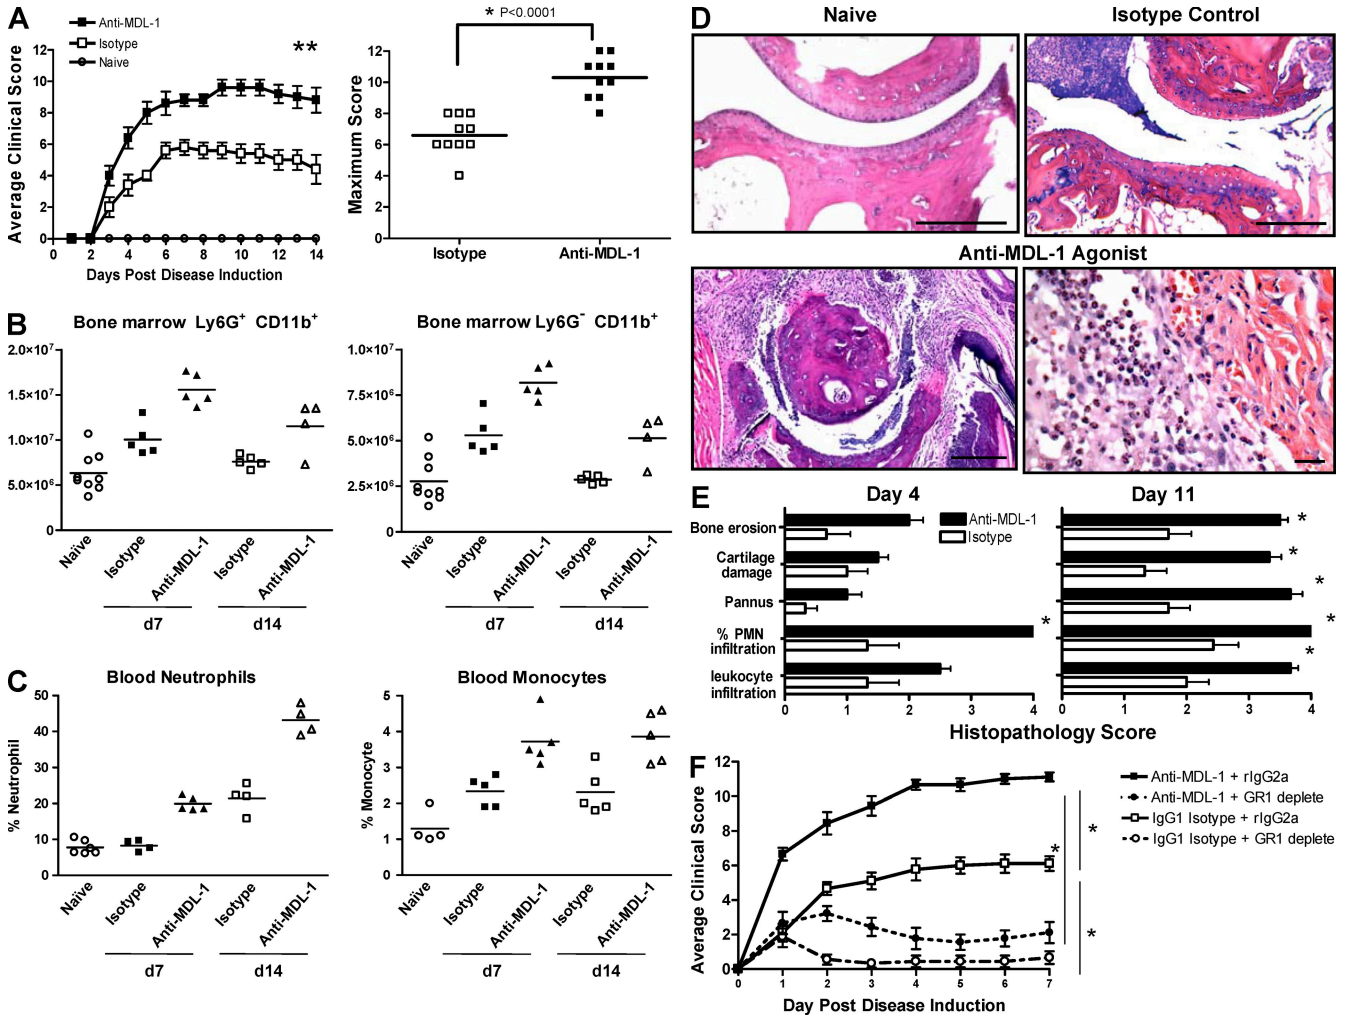 A
Anti-MDL-1
Isotype
Naive
**
Average Clinical Score
12
10
8
6
4
2
0
0 2 4 6 8 10 12 14
Days Post Disease Induction
* P<0.0001
Maximum Score
12
10
8
6
4
2
0
Isotype Anti-MDL-1
B
Bone marrow Ly6G+ CD11b+
2.0×10⁷
1.5×10⁷
1.0×10⁷
5.0×10⁶
0
Naïve Isotype Anti-MDL-1 Isotype Anti-MDL-1
d7 d14
Bone marrow Ly6G- CD11b+
1.0×10⁷
7.5×10⁶
5.0×10⁶
2.5×10⁶
0
Naïve Isotype Anti-MDL-1 Isotype Anti-MDL-1
d7 d14
C
Blood Neutrophils
% Neutrophil
50
40
30
20
10
0
Naïve Isotype Anti-MDL-1 Isotype Anti-MDL-1
d7 d14
Blood Monocytes
% Monocyte
5
4
3
2
1
0
Naïve Isotype Anti-MDL-1 Isotype Anti-MDL-1
d7 d14
D
Naive
Isotype Control
Anti-MDL-1 Agonist
E
Day 4
Day 11
Anti-MDL-1
Isotype
Bone erosion
Cartilage
damage
Pannus
% PMN
infiltration
leukocyte
infiltration
*
*
*
*
*
*
0 1 2 3 4
0 1 2 3 4
Histopathology Score
F
Average Clinical Score
12
10
8
6
4
2
0
0 1 2 3 4 5 6 7
Day Post Disease Induction
Anti-MDL-1 + rIgG2a
Anti-MDL-1 + GR1 deplete
IgG1 Isotype + rIgG2a
IgG1 Isotype + GR1 deplete
*
*
*